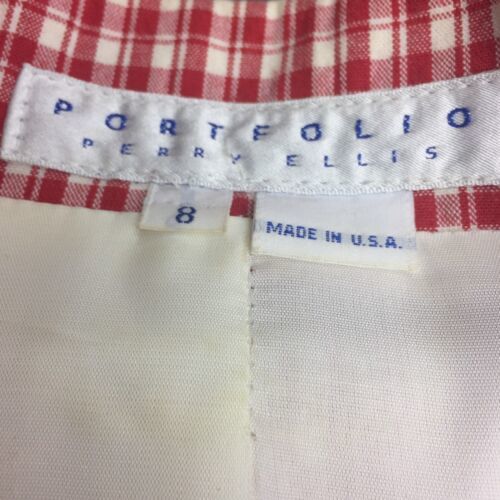 PORTFOLIO
PERRY ELLIS
8
MADE IN U.S.A.